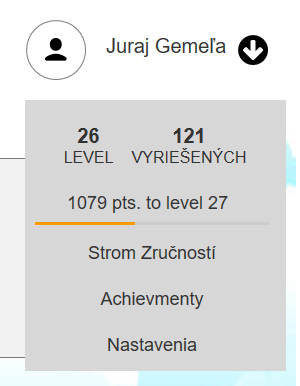 Juraj Gemeľa
26 121
LEVEL VYRIEŠENÝCH
1079 pts. to level 27
Strom Zručností
Achievmenty
Nastavenia